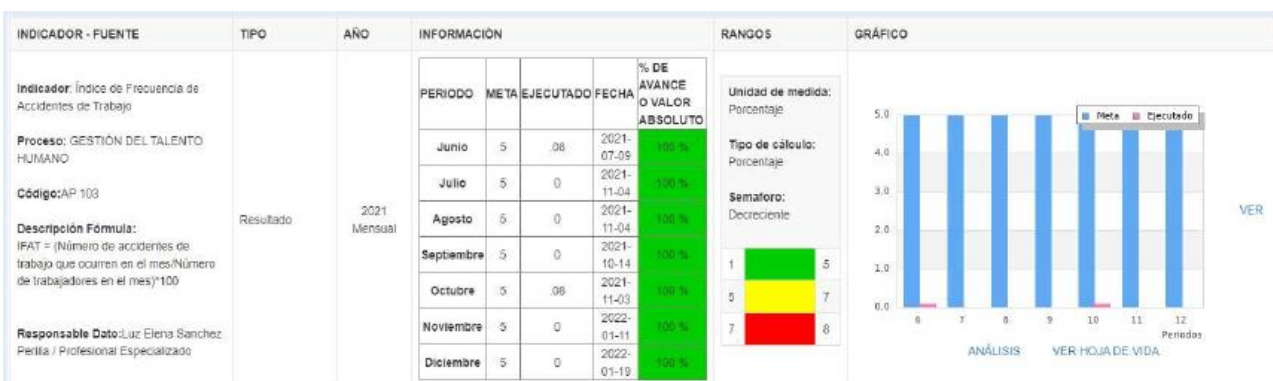 INDICADOR - FUENTE TIPO AÑO INFORMACIÓN RANGOS GRÁFICO
Indicador: Índice de Frecuencia de
Accidentes de Trabajo
Proceso: GESTIÓN DEL TALENTO
HUMANO
Código:AP 103
Descripción Fórmula:
IFAT = (Número de accidentes de
trabajo que ocurren en el mes/Número
de trabajadores en el mes)*100
Responsable Dato:Luz Elena Sanchez
Perilla / Profesional Especializado
Resultado
2021
Mensual
PERIODO META EJECUTADO FECHA % DE
AVANCE
O VALOR
ABSOLUTO
Junio 5 .08 2021-
07-09 100 %
Julio 5 0 2021-
11-04 100 %
Agosto 5 0 2021-
11-04 100 %
Septiembre 5 0 2021-
10-14 100 %
Octubre 5 .08 2021-
11-03 100 %
Noviembre 5 0 2022-
01-11 100 %
Diciembre 5 0 2022-
01-19 100 %
Unidad de medida:
Porcentaje
Tipo de cálculo:
Porcentaje
Semaforo:
Decreciente
1 5
5 7
7 8
Meta Ejecutado
5.0
4.0
3.0
2.0
1.0
0.0
6 7 8 9 10 11 12
Periodos
ANÁLISIS VER HOJA DE VIDA
VER